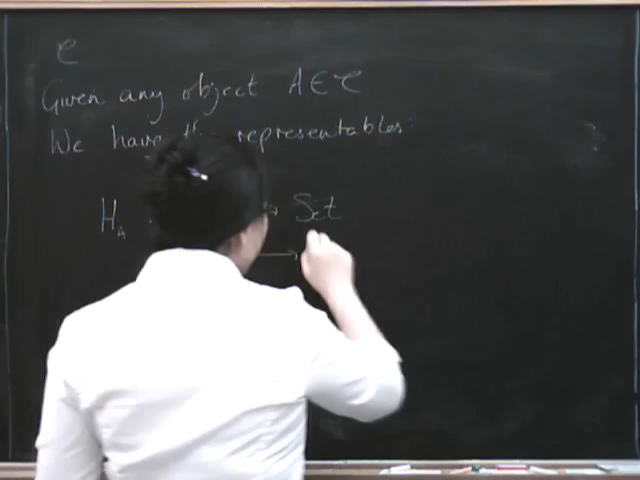 𝒞
Given any object A ∈ 𝒞
We have representables:
H_A → Set
→